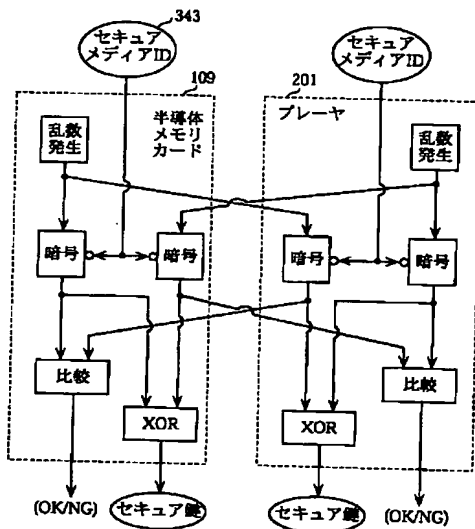 343
セキュア
メディアID
セキュア
メディアID
109
201
半導体
メモリ
カード
プレーヤ
乱数
発生
乱数
発生
暗号
暗号
暗号
暗号
比較
比較
XOR
XOR
(OK/NG)
セキュア鍵
セキュア鍵
(OK/NG)